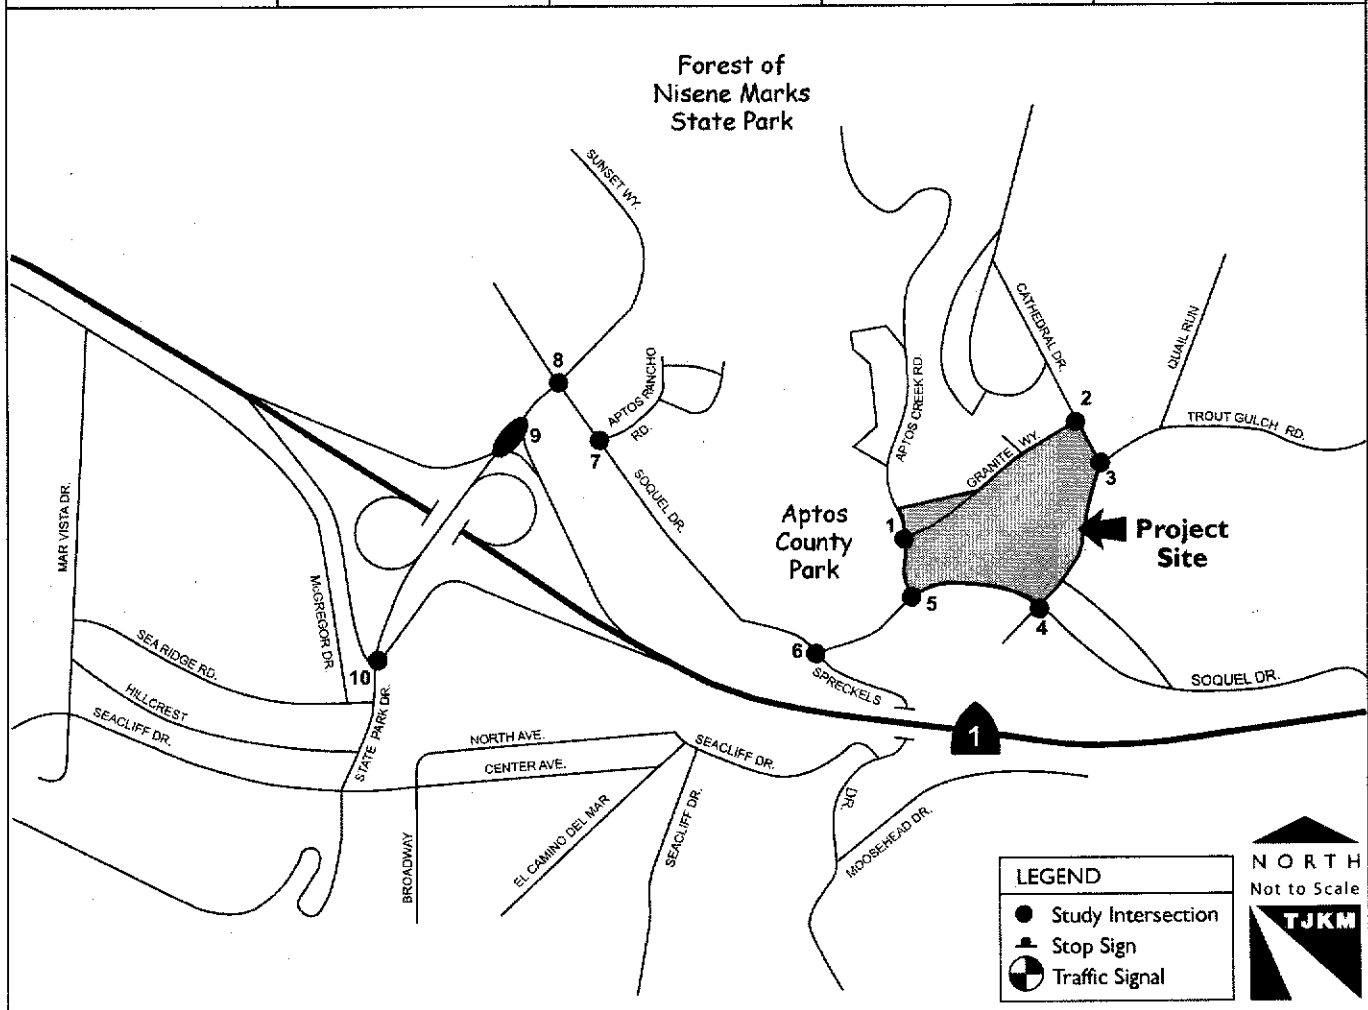 Forest of
Nisene Marks
State Park
SUNSET WY.
CATHEDRAL DR.
QUAIL RUN
8
APTOS RANCHO
RD.
APTOS CREEK RD.
2
TROUT GULCH RD.
9
7
GRANITE WY.
3
SOQUEL DR.
MAR VISTA DR.
Aptos
County
Park
1
Project
Site
McGREGOR DR.
5
4
SEA RIDGE RD.
10
6
SPRECKELS
SOQUEL DR.
HILLCREST
SEACLIFF DR.
STATE PARK DR.
NORTH AVE.
CENTER AVE.
SEACLIFF DR.
1
DR.
EL CAMINO DEL MAR
SEACLIFF DR.
MOOSEHEAD DR.
BROADWAY
LEGEND
Study Intersection
Stop Sign
Traffic Signal
NORTH
Not to Scale
TJKM